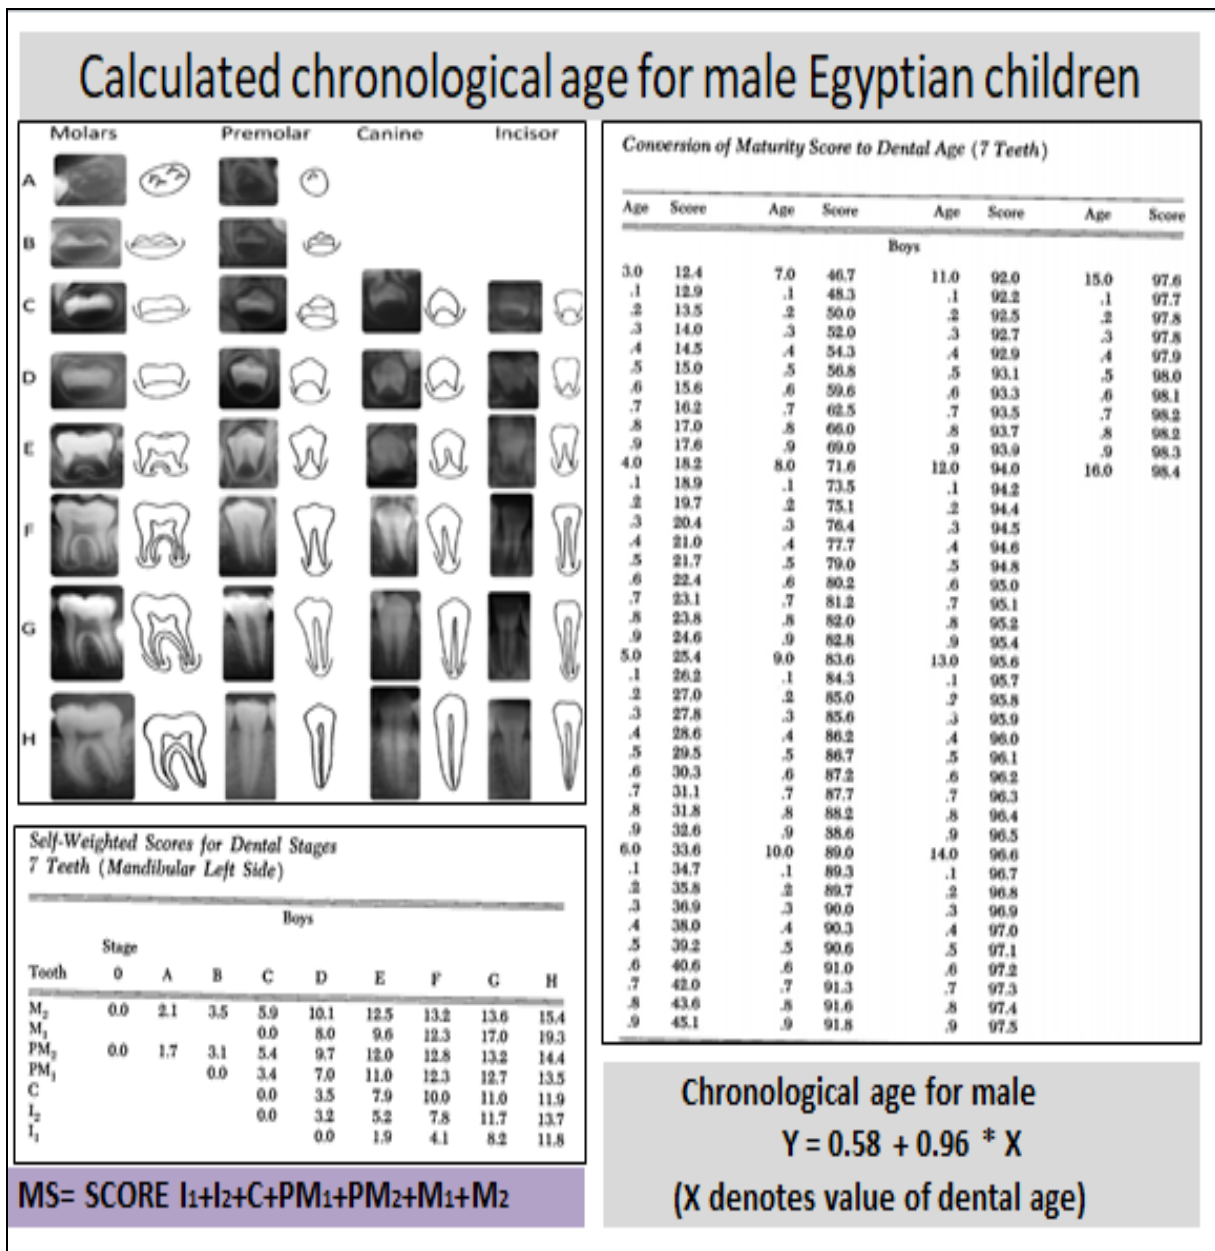 Calculated chronological age for male Egyptian children
Molars Premolar Canine Incisor
A
B
C
D
E
F
G
H
Self-Weighted Scores for Dental Stages
7 Teeth (Mandibular Left Side)
Boys
Stage
Tooth 0 A B C D E F G H
M2 0.0 2.1 3.5 5.9 10.1 12.5 13.2 13.6 15.4
M1 0.0 8.0 9.6 12.3 17.0 19.3
PM2 0.0 1.7 3.1 5.4 9.7 12.0 12.8 13.2 14.4
PM1 0.0 3.4 7.0 11.0 12.3 12.7 13.5
C 0.0 3.5 7.9 10.0 11.0 11.9
I2 0.0 3.2 5.2 7.8 11.7 13.7
I1 0.0 1.9 4.1 8.2 11.8
MS= SCORE I1+I2+C+PM1+PM2+M1+M2
Conversion of Maturity Score to Dental Age (7 Teeth)
Age Score Age Score Age Score Age Score
Boys
3.0 12.4 7.0 46.7 11.0 92.0 15.0 97.6
.1 12.9 .1 48.3 .1 92.2 .1 97.7
.2 13.5 .2 50.0 .2 92.5 .2 97.8
.3 14.0 .3 52.0 .3 92.7 .3 97.8
.4 14.5 .4 54.3 .4 92.9 .4 97.9
.5 15.0 .5 56.8 .5 93.1 .5 98.0
.6 15.6 .6 59.6 .6 93.3 .6 98.1
.7 16.2 .7 62.5 .7 93.5 .7 98.2
.8 17.0 .8 66.0 .8 93.7 .8 98.2
.9 17.6 .9 69.0 .9 93.9 .9 98.3
4.0 18.2 8.0 71.6 12.0 94.0 16.0 98.4
.1 18.9 .1 73.5 .1 94.2
.2 19.7 .2 75.1 .2 94.4
.3 20.4 .3 76.4 .3 94.5
.4 21.0 .4 77.7 .4 94.6
.5 21.7 .5 79.0 .5 94.8
.6 22.4 .6 80.2 .6 95.0
.7 23.1 .7 81.2 .7 95.1
.8 23.8 .8 82.0 .8 95.2
.9 24.6 .9 82.8 .9 95.4
5.0 25.4 9.0 83.6 13.0 95.6
.1 26.2 .1 84.3 .1 95.7
.2 27.0 .2 85.0 .2 95.8
.3 27.8 .3 85.6 .3 95.9
.4 28.6 .4 86.2 .4 96.0
.5 29.5 .5 86.7 .5 96.1
.6 30.3 .6 87.2 .6 96.2
.7 31.1 .7 87.7 .7 96.3
.8 31.8 .8 88.2 .8 96.4
.9 32.6 .9 88.6 .9 96.5
6.0 33.6 10.0 89.0 14.0 96.6
.1 34.7 .1 89.3 .1 96.7
.2 35.8 .2 89.7 .2 96.8
.3 36.9 .3 90.0 .3 96.9
.4 38.0 .4 90.3 .4 97.0
.5 39.2 .5 90.6 .5 97.1
.6 40.6 .6 91.0 .6 97.2
.7 42.0 .7 91.3 .7 97.3
.8 43.6 .8 91.6 .8 97.4
.9 45.1 .9 91.8 .9 97.5
Chronological age for male
Y = 0.58 + 0.96 * X
(X denotes value of dental age)